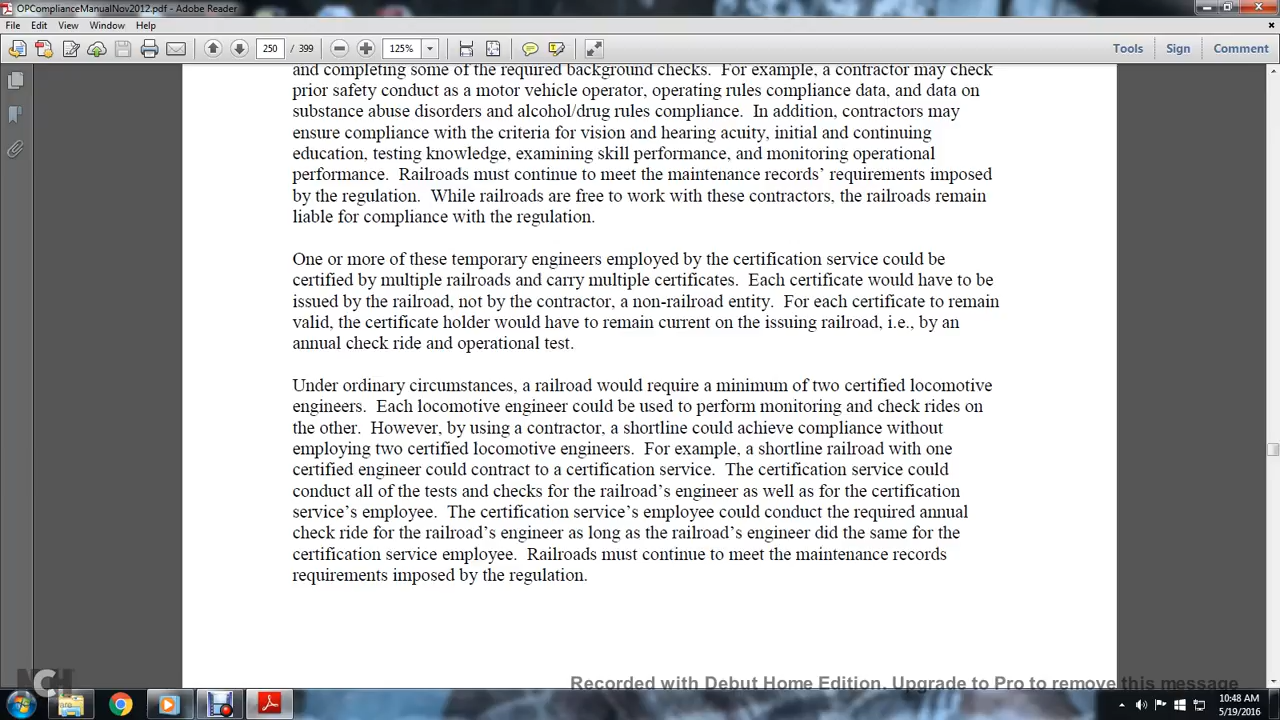 OPComplianceManualNov2012.pdf - Adobe Reader
File Edit View Window Help
250 / 399 125% Tools Sign Comment
and completing some of the required background checks. For example, a contractor may check
prior safety conduct as a motor vehicle operator, operating rules compliance data, and data on
substance abuse disorders and alcohol/drug rules compliance. In addition, contractors may
ensure compliance with the criteria for vision and hearing acuity, initial and continuing
education, testing knowledge, examining skill performance, and monitoring operational
performance. Railroads must continue to meet the maintenance records' requirements imposed
by the regulation. While railroads are free to work with these contractors, the railroads remain
liable for compliance with the regulation.
One or more of these temporary engineers employed by the certification service could be
certified by multiple railroads and carry multiple certificates. Each certificate would have to be
issued by the railroad, not by the contractor, a non-railroad entity. For each certificate to remain
valid, the certificate holder would have to remain current on the issuing railroad, i.e., by an
annual check ride and operational test.
Under ordinary circumstances, a railroad would require a minimum of two certified locomotive
engineers. Each locomotive engineer could be used to perform monitoring and check rides on
the other. However, by using a contractor, a shortline could achieve compliance without
employing two certified locomotive engineers. For example, a shortline railroad with one
certified engineer could contract to a certification service. The certification service could
conduct all of the tests and checks for the railroad's engineer as well as for the certification
service's employee. The certification service's employee could conduct the required annual
check ride for the railroad's engineer as long as the railroad's engineer did the same for the
certification service employee. Railroads must continue to meet the maintenance records
requirements imposed by the regulation.
NCH
Recorded with Debut Home Edition. Upgrade to Pro to remove this message
10:48 AM
5/19/2016